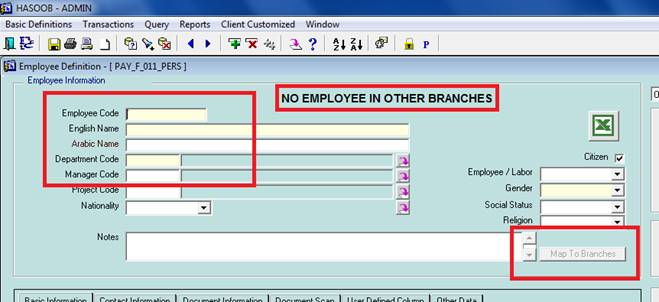 HASOOB - ADMIN
Basic Definitions Transactions Query Reports Client Customized Window
Employee Definition - [ PAY_F_011_PERS ]
Employee Information
NO EMPLOYEE IN OTHER BRANCHES
Employee Code
English Name
Arabic Name
Department Code
Manager Code
Project Code
Nationality
Notes
Citizen
Employee / Labor
Gender
Social Status
Religion
Map To Branches
Basic Information Contact Information Document Information Document Scan User Defined Column Other Data